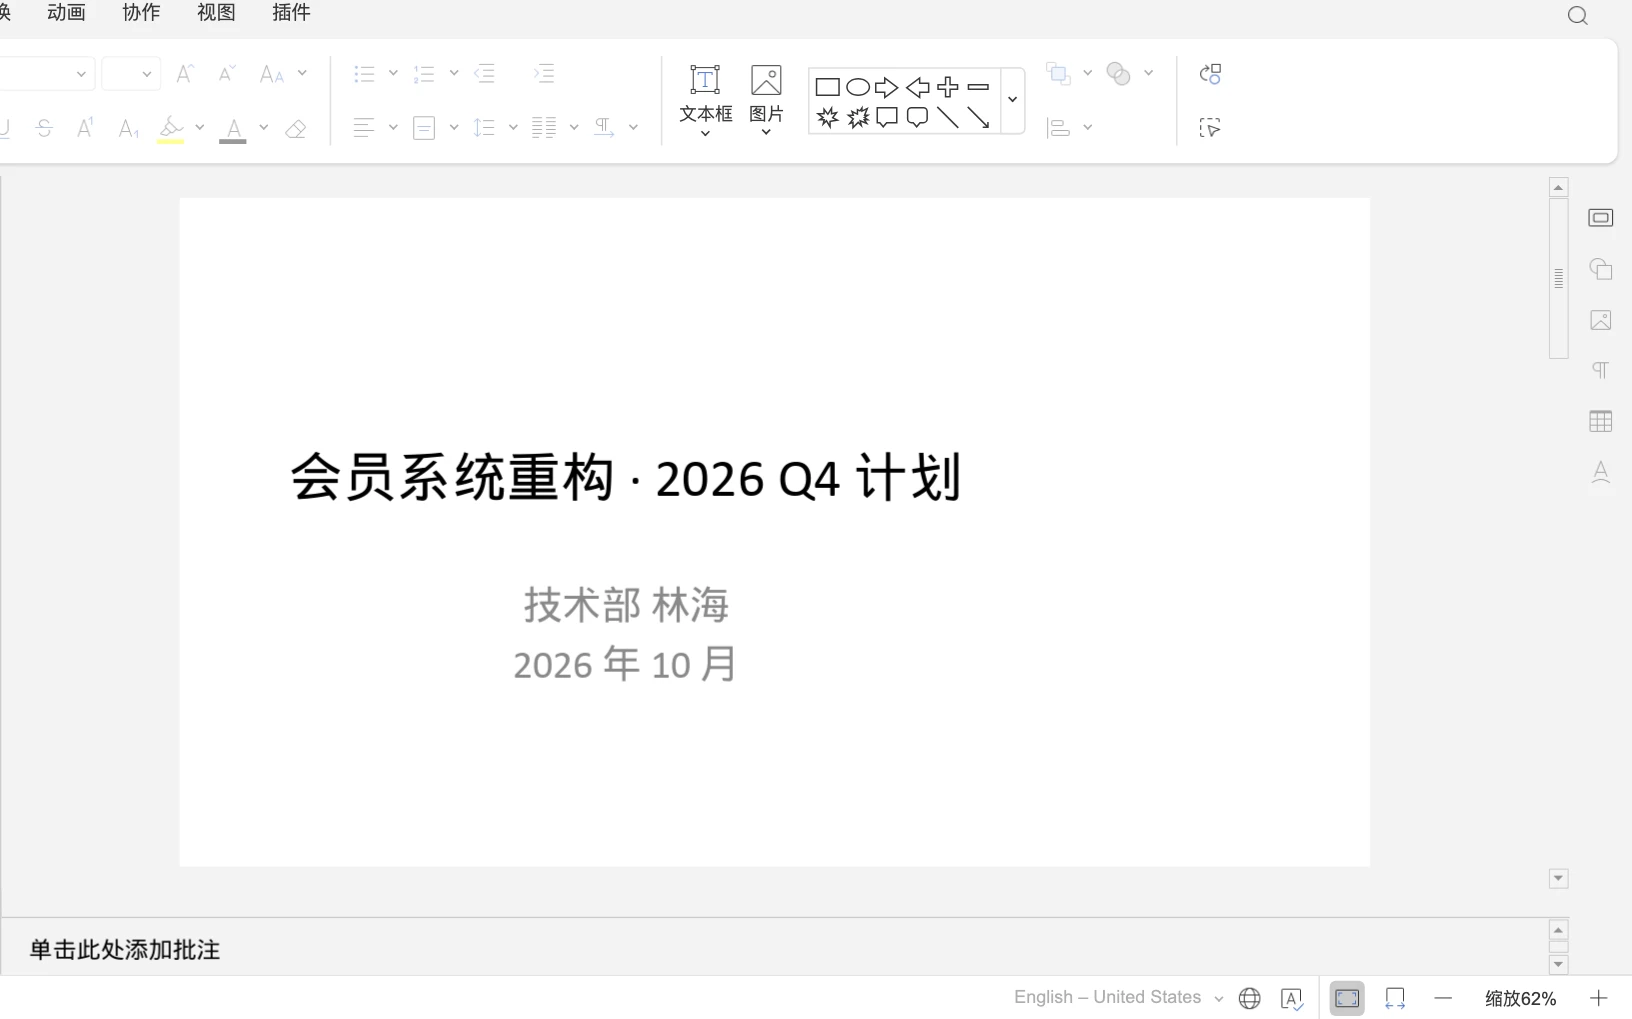 动画 协作 视图 插件
文本框 图片
会员系统重构 · 2026 Q4 计划
技术部 林海
2026 年 10 月
单击此处添加批注
English – United States 缩放62%